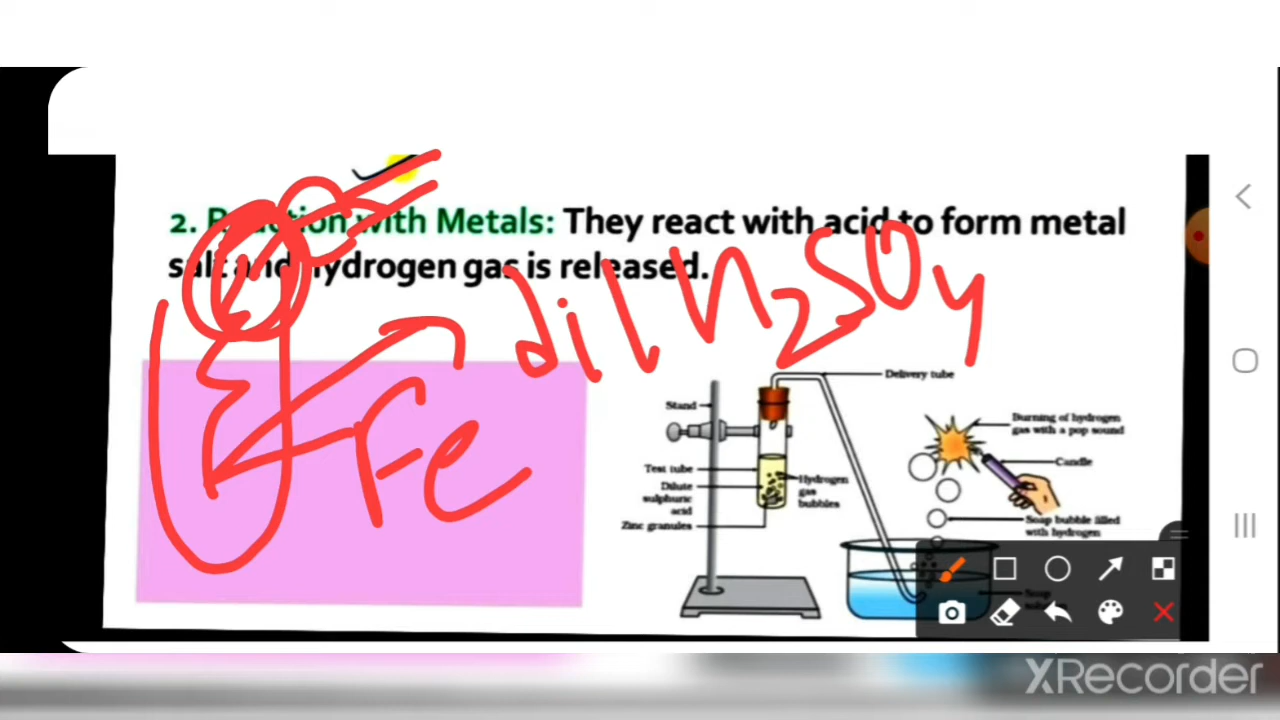 2. Reaction with Metals: They react with acid to form metal
salt and hydrogen gas is released.
dil H2SO4
Fe
Delivery tube
Stand
Burning of hydrogen
gas with a pop sound
Candle
Test tube
Hydrogen
gas
bubbles
Dilute
sulphuric
acid
Zinc granules
Soap bubble filled
with hydrogen
XRecorder